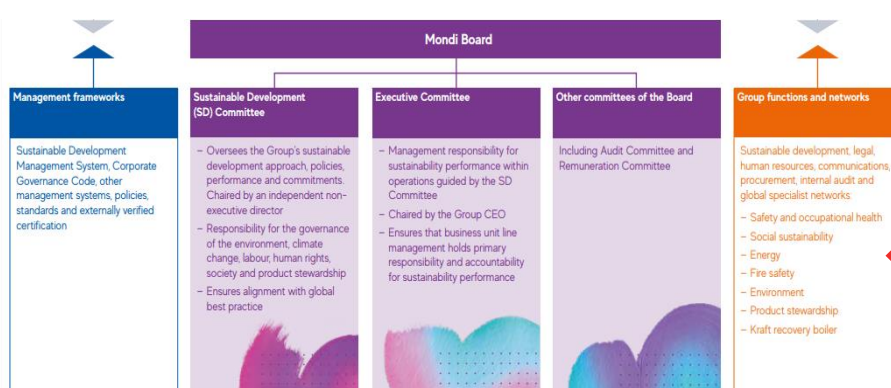 Mondi Board
Management frameworks
Sustainable Development
Management System, Corporate
Governance Code, other
management systems, policies,
standards and externally verified
certification
Sustainable Development
(SD) Committee
– Oversees the Group's sustainable
development approach, policies,
performance and commitments.
Chaired by an independent non-
executive director
– Responsibility for the governance
of the environment, climate
change, labour, human rights,
society and product stewardship
– Ensures alignment with global
best practice
Executive Committee
– Management responsibility for
sustainability performance within
operations guided by the SD
Committee
– Chaired by the Group CEO
– Ensures that business unit line
management holds primary
responsibility and accountability
for sustainability performance
Other committees of the Board
Including Audit Committee and
Remuneration Committee
Group functions and networks
Sustainable development, legal,
human resources, communications,
procurement, internal audit and
global specialist networks
– Safety and occupational health
– Social sustainability
– Energy
– Fire safety
– Environment
– Product stewardship
– Kraft recovery boiler